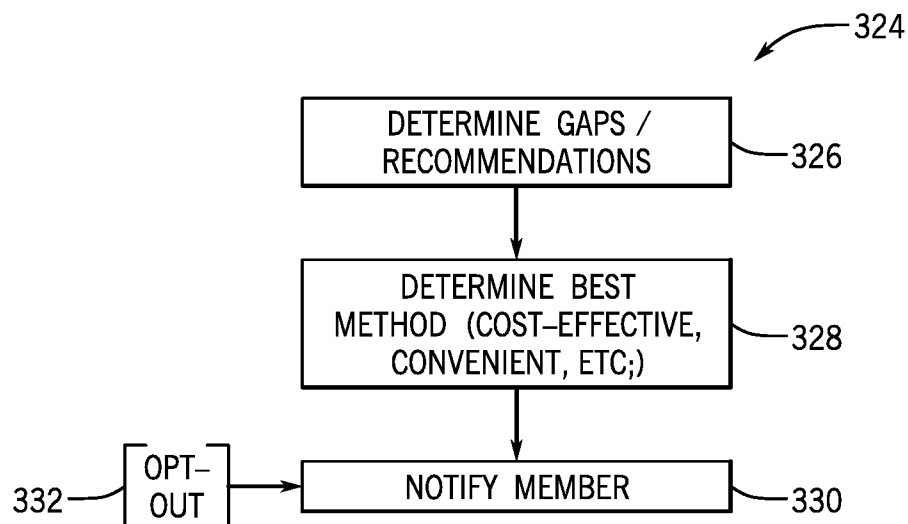 324
DETERMINE GAPS /
RECOMMENDATIONS
326
DETERMINE BEST
METHOD (COST–EFFECTIVE,
CONVENIENT, ETC;)
328
OPT–
OUT
332
NOTIFY MEMBER
330